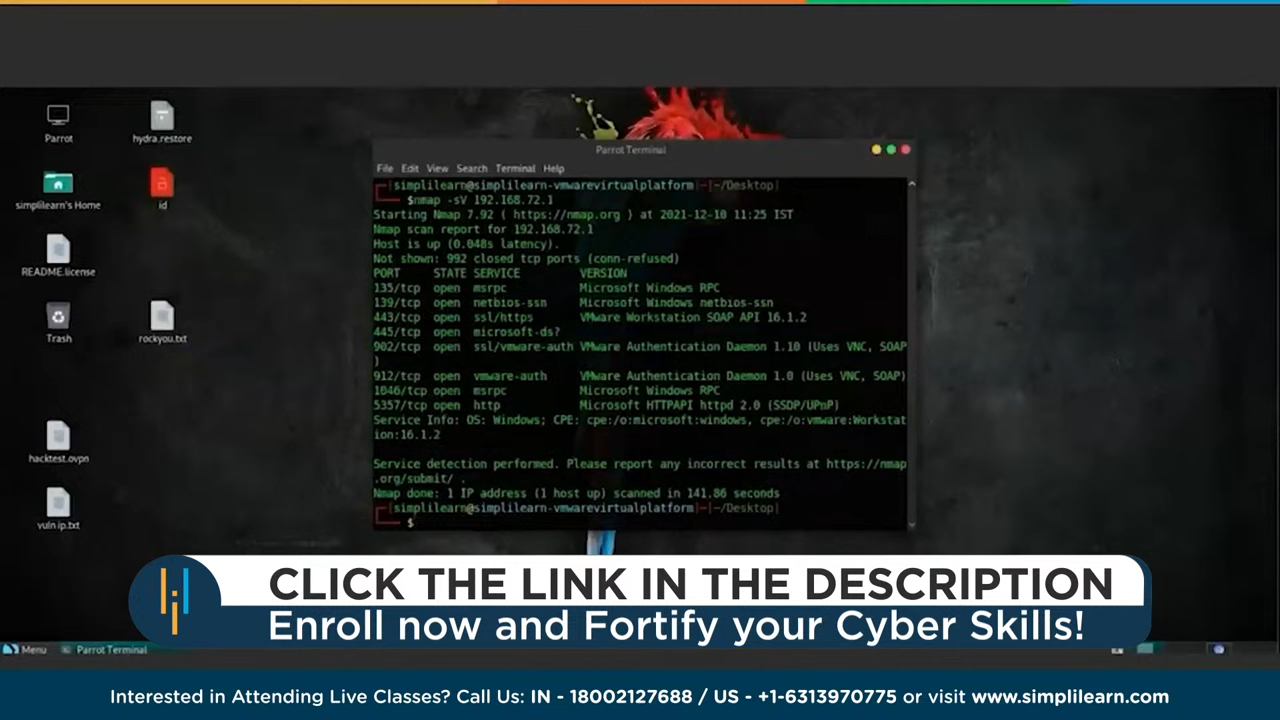 Parrot
hydra.restore
simplilearn's Home
id
README.license
Trash
rockyou.txt
hacktest.ovpn
vuln ip.txt
Parrot Terminal
File Edit View Search Terminal Help
[simplilearn@simplilearn-vmwarevirtualplatform]-[~/Desktop]
$nmap -sV 192.168.72.1
Starting Nmap 7.92 ( https://nmap.org ) at 2021-12-10 11:25 IST
Nmap scan report for 192.168.72.1
Host is up (0.048s latency).
Not shown: 992 closed tcp ports (conn-refused)
PORT STATE SERVICE VERSION
135/tcp open msrpc Microsoft Windows RPC
139/tcp open netbios-ssn Microsoft Windows netbios-ssn
443/tcp open ssl/https VMware Workstation SOAP API 16.1.2
445/tcp open microsoft-ds?
902/tcp open ssl/vmware-auth VMware Authentication Daemon 1.10 (Uses VNC, SOAP
)
912/tcp open vmware-auth VMware Authentication Daemon 1.0 (Uses VNC, SOAP)
1046/tcp open msrpc Microsoft Windows RPC
5357/tcp open http Microsoft HTTPAPI httpd 2.0 (SSDP/UPnP)
Service Info: OS: Windows; CPE: cpe:/o:microsoft:windows, cpe:/o:vmware:Workstat
ion:16.1.2
Service detection performed. Please report any incorrect results at https://nmap
.org/submit/ .
Nmap done: 1 IP address (1 host up) scanned in 141.86 seconds
[simplilearn@simplilearn-vmwarevirtualplatform]-[~/Desktop]
$
CLICK THE LINK IN THE DESCRIPTION
Enroll now and Fortify your Cyber Skills!
Menu Parrot Terminal
Interested in Attending Live Classes? Call Us: IN - 18002127688 / US - +1-6313970775 or visit www.simplilearn.com